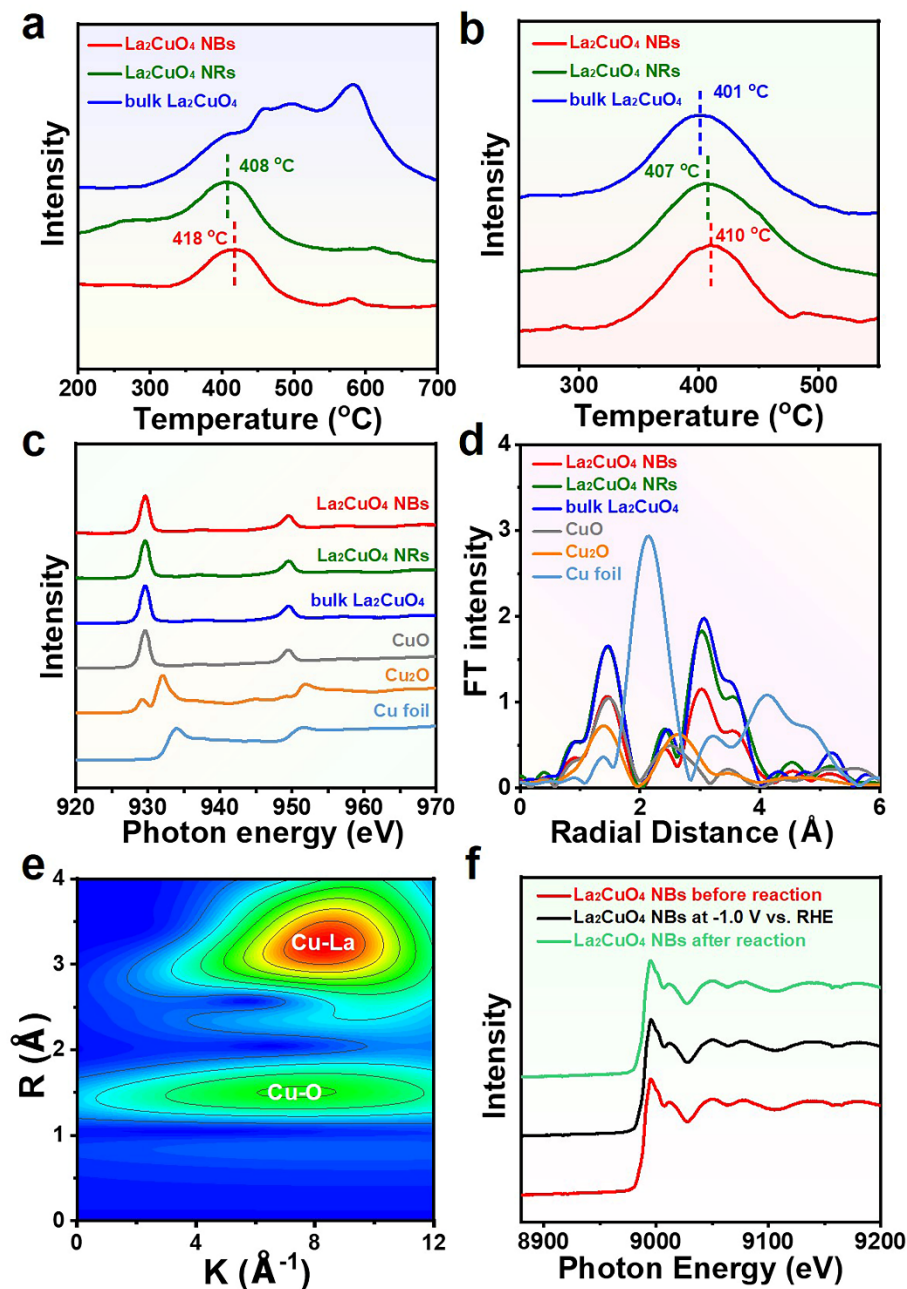 a
La₂CuO₄ NBs
La₂CuO₄ NRs
bulk La₂CuO₄
408 °C
418 °C
Intensity
200 300 400 500 600 700
Temperature (°C)
b
La₂CuO₄ NBs
La₂CuO₄ NRs
bulk La₂CuO₄
401 °C
407 °C
410 °C
Intensity
300 400 500
Temperature (°C)
c
La₂CuO₄ NBs
La₂CuO₄ NRs
bulk La₂CuO₄
CuO
Cu₂O
Cu foil
Intensity
920 930 940 950 960 970
Photon energy (eV)
d
4
3
2
1
0
La₂CuO₄ NBs
La₂CuO₄ NRs
bulk La₂CuO₄
CuO
Cu₂O
Cu foil
FT intensity
0 2 4 6
Radial Distance (Å)
e
4
3
2
1
0
Cu-La
Cu-O
R (Å)
0 4 8 12
K (Å⁻¹)
f
La₂CuO₄ NBs before reaction
La₂CuO₄ NBs at -1.0 V vs. RHE
La₂CuO₄ NBs after reaction
Intensity
8900 9000 9100 9200
Photon Energy (eV)